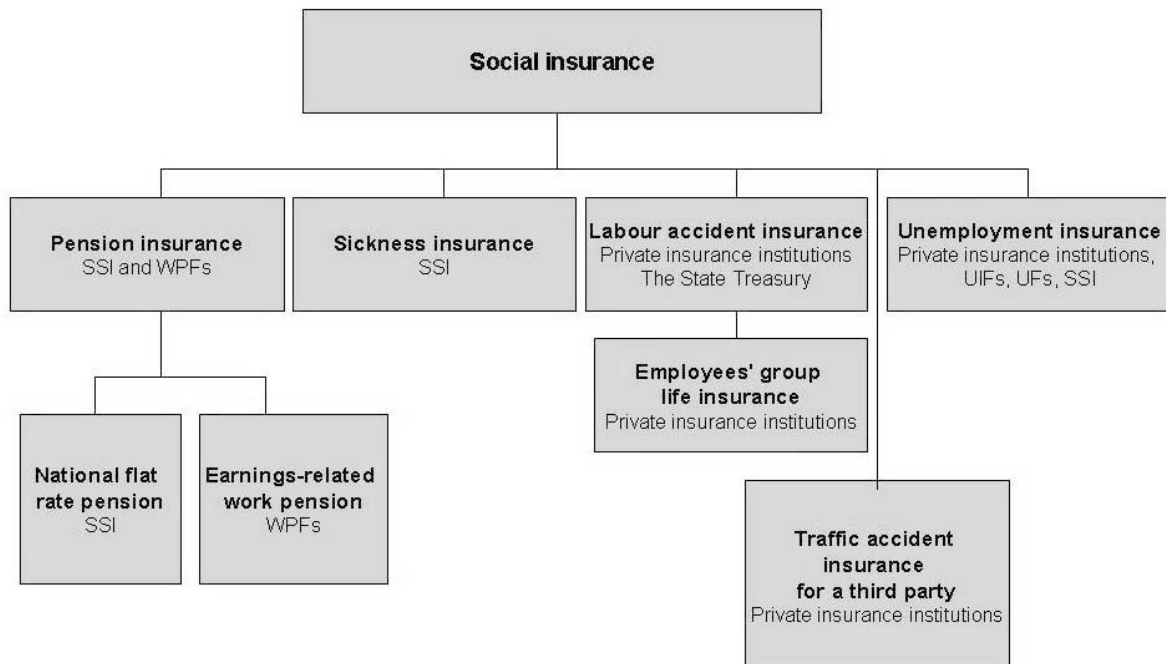 Social insurance
Pension insurance
SSI and WPFs
Sickness insurance
SSI
Labour accident insurance
Private insurance institutions
The State Treasury
Unemployment insurance
Private insurance institutions,
UIFs, UFs, SSI
Employees' group
life insurance
Private insurance institutions
National flat
rate pension
SSI
Earnings-related
work pension
WPFs
Traffic accident
insurance
for a third party
Private insurance institutions